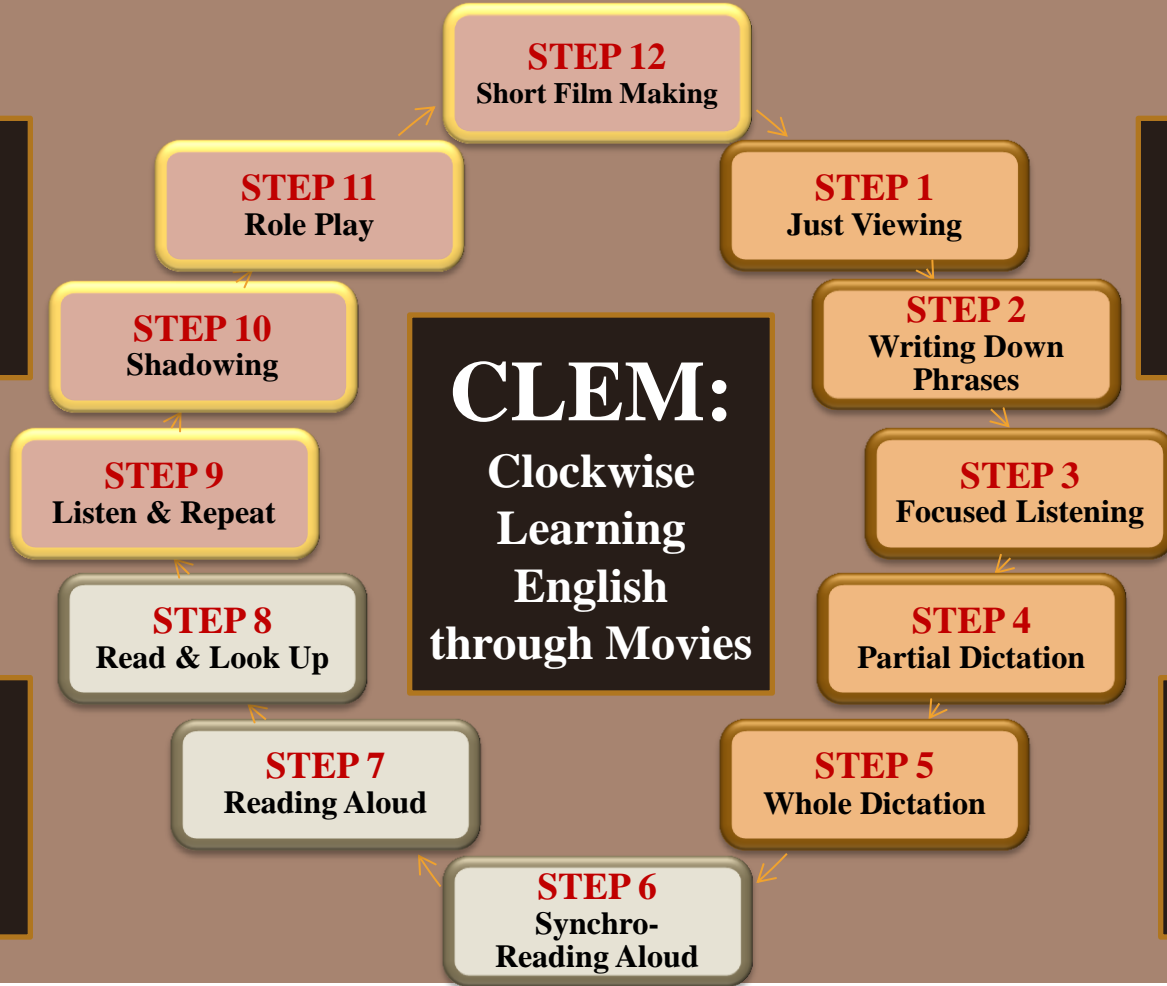 STEP 12
Short Film Making
STEP 11
Role Play
STEP 1
Just Viewing
STEP 10
Shadowing
STEP 2
Writing Down
Phrases
CLEM:
Clockwise
Learning
English
through Movies
STEP 9
Listen & Repeat
STEP 3
Focused Listening
STEP 8
Read & Look Up
STEP 4
Partial Dictation
STEP 7
Reading Aloud
STEP 5
Whole Dictation
STEP 6
Synchro-
Reading Aloud